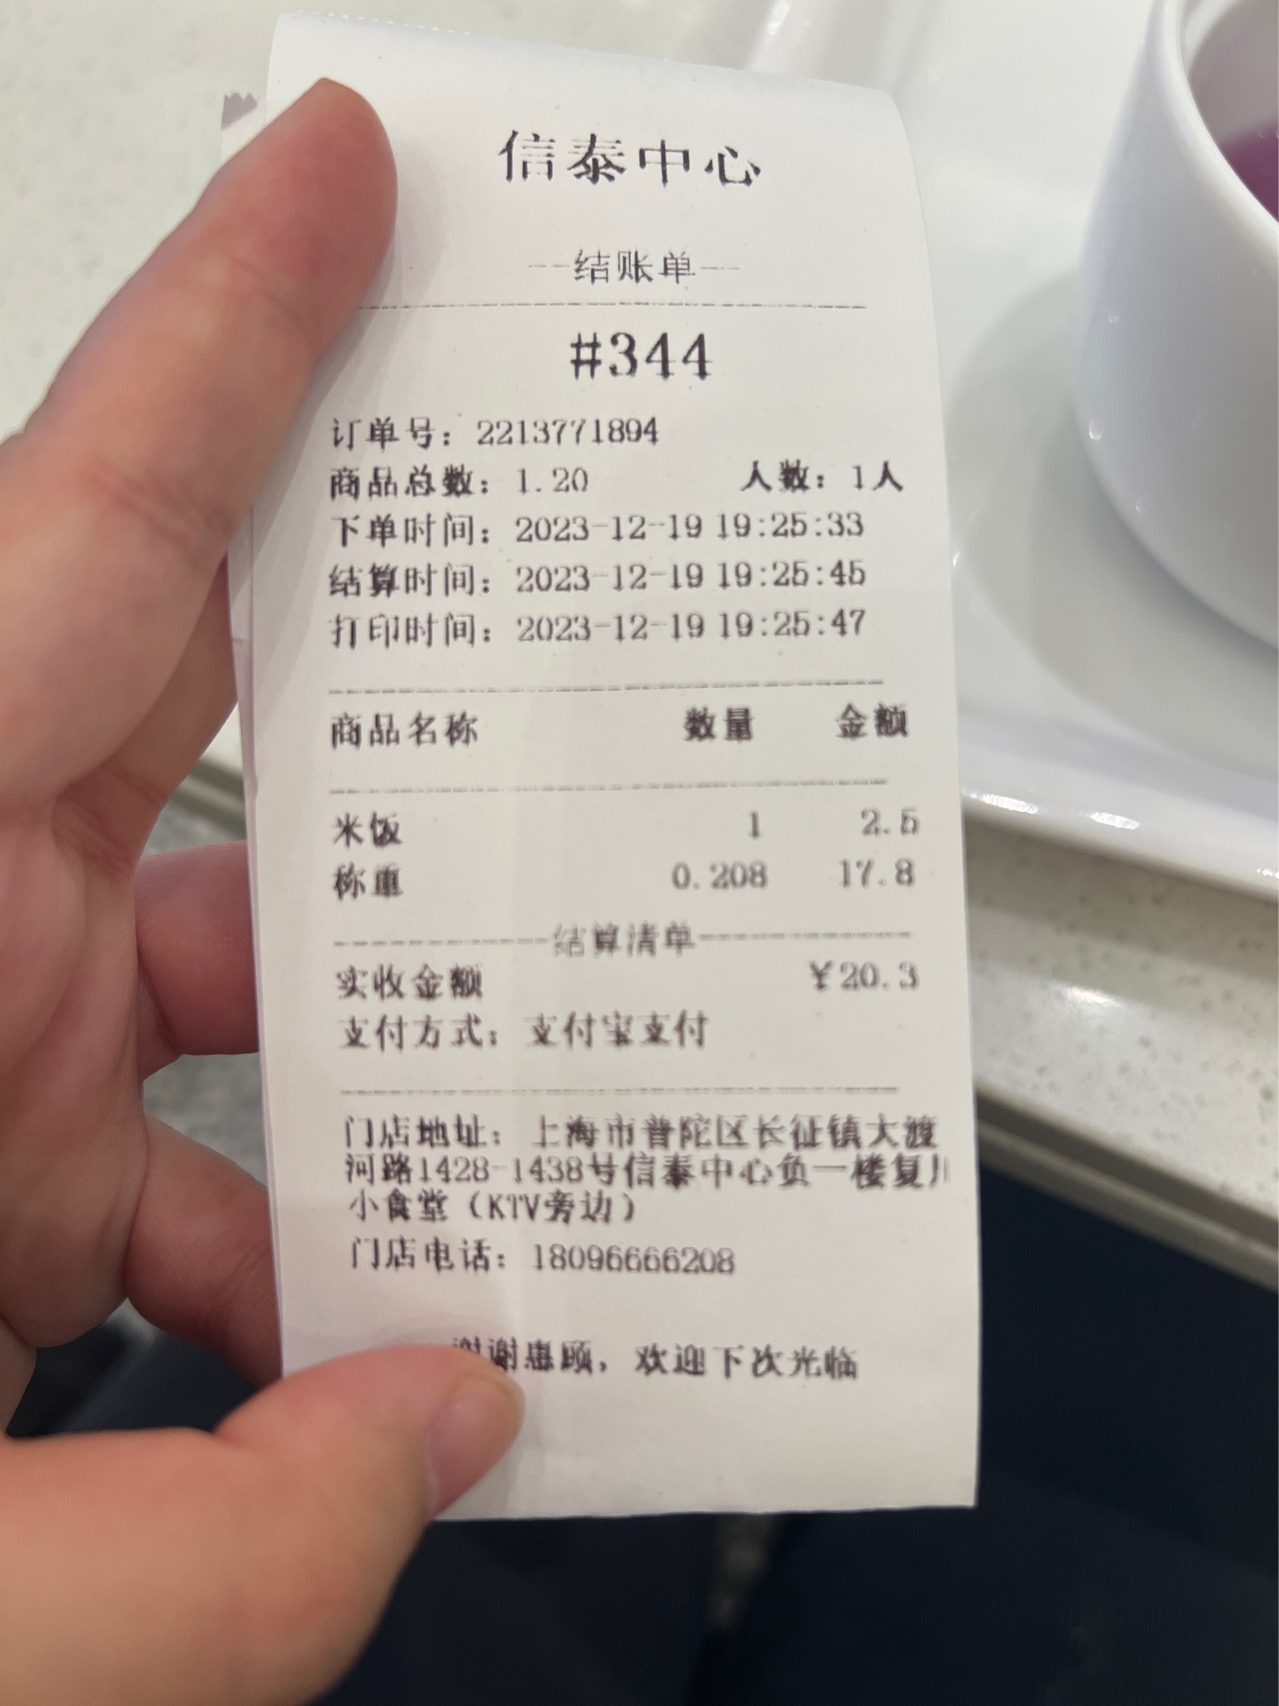 信泰中心
--结账单--
#344
订单号：2213771894
商品总数：1.20 人数：1人
下单时间：2023-12-19 19:25:33
结算时间：2023-12-19 19:25:45
打印时间：2023-12-19 19:25:47
商品名称 数量 金额
米饭 1 2.5
称重 0.208 17.8
结算清单
实收金额 ¥20.3
支付方式：支付宝支付
门店地址：上海市普陀区长征镇大渡
河路1428-1438号信泰中心负一楼复
小食堂（KTV旁边）
门店电话：18096666208
谢谢惠顾，欢迎下次光临